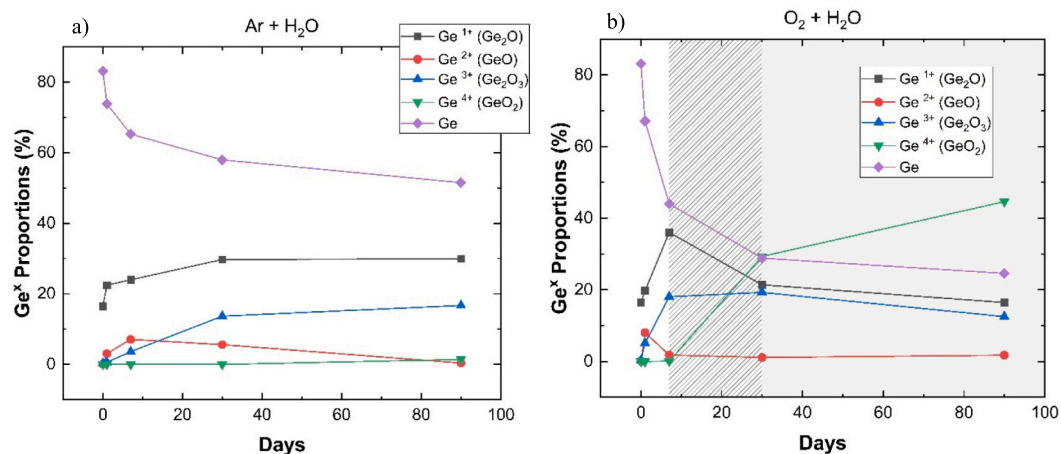 a)
Ar + H₂O
Ge ¹⁺ (Ge₂O)
Ge ²⁺ (GeO)
Ge ³⁺ (Ge₂O₃)
Ge ⁴⁺ (GeO₂)
Ge
Geˣ Proportions (%)
80
60
40
20
0
0 20 40 60 80 100
Days
b)
O₂ + H₂O
Ge ¹⁺ (Ge₂O)
Ge ²⁺ (GeO)
Ge ³⁺ (Ge₂O₃)
Ge ⁴⁺ (GeO₂)
Ge
Geˣ Proportions (%)
80
60
40
20
0
0 20 40 60 80 100
Days